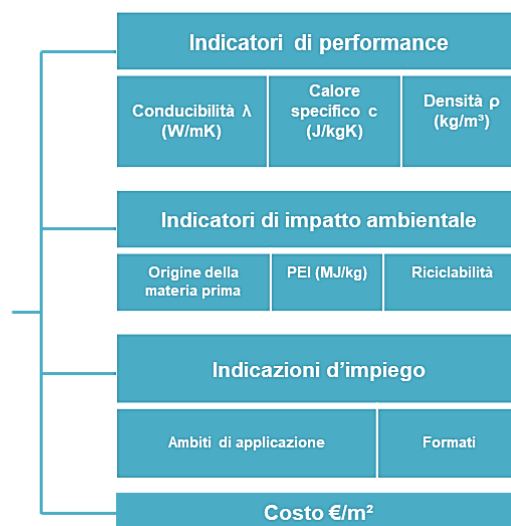 Indicatori di performance
Conducibilità λ
(W/mK)
Calore
specifico c
(J/kgK)
Densità ρ
(kg/m³)
Indicatori di impatto ambientale
Origine della
materia prima
PEI (MJ/kg)
Riciclabilità
Indicazioni d'impiego
Ambiti di applicazione
Formati
Costo €/m²